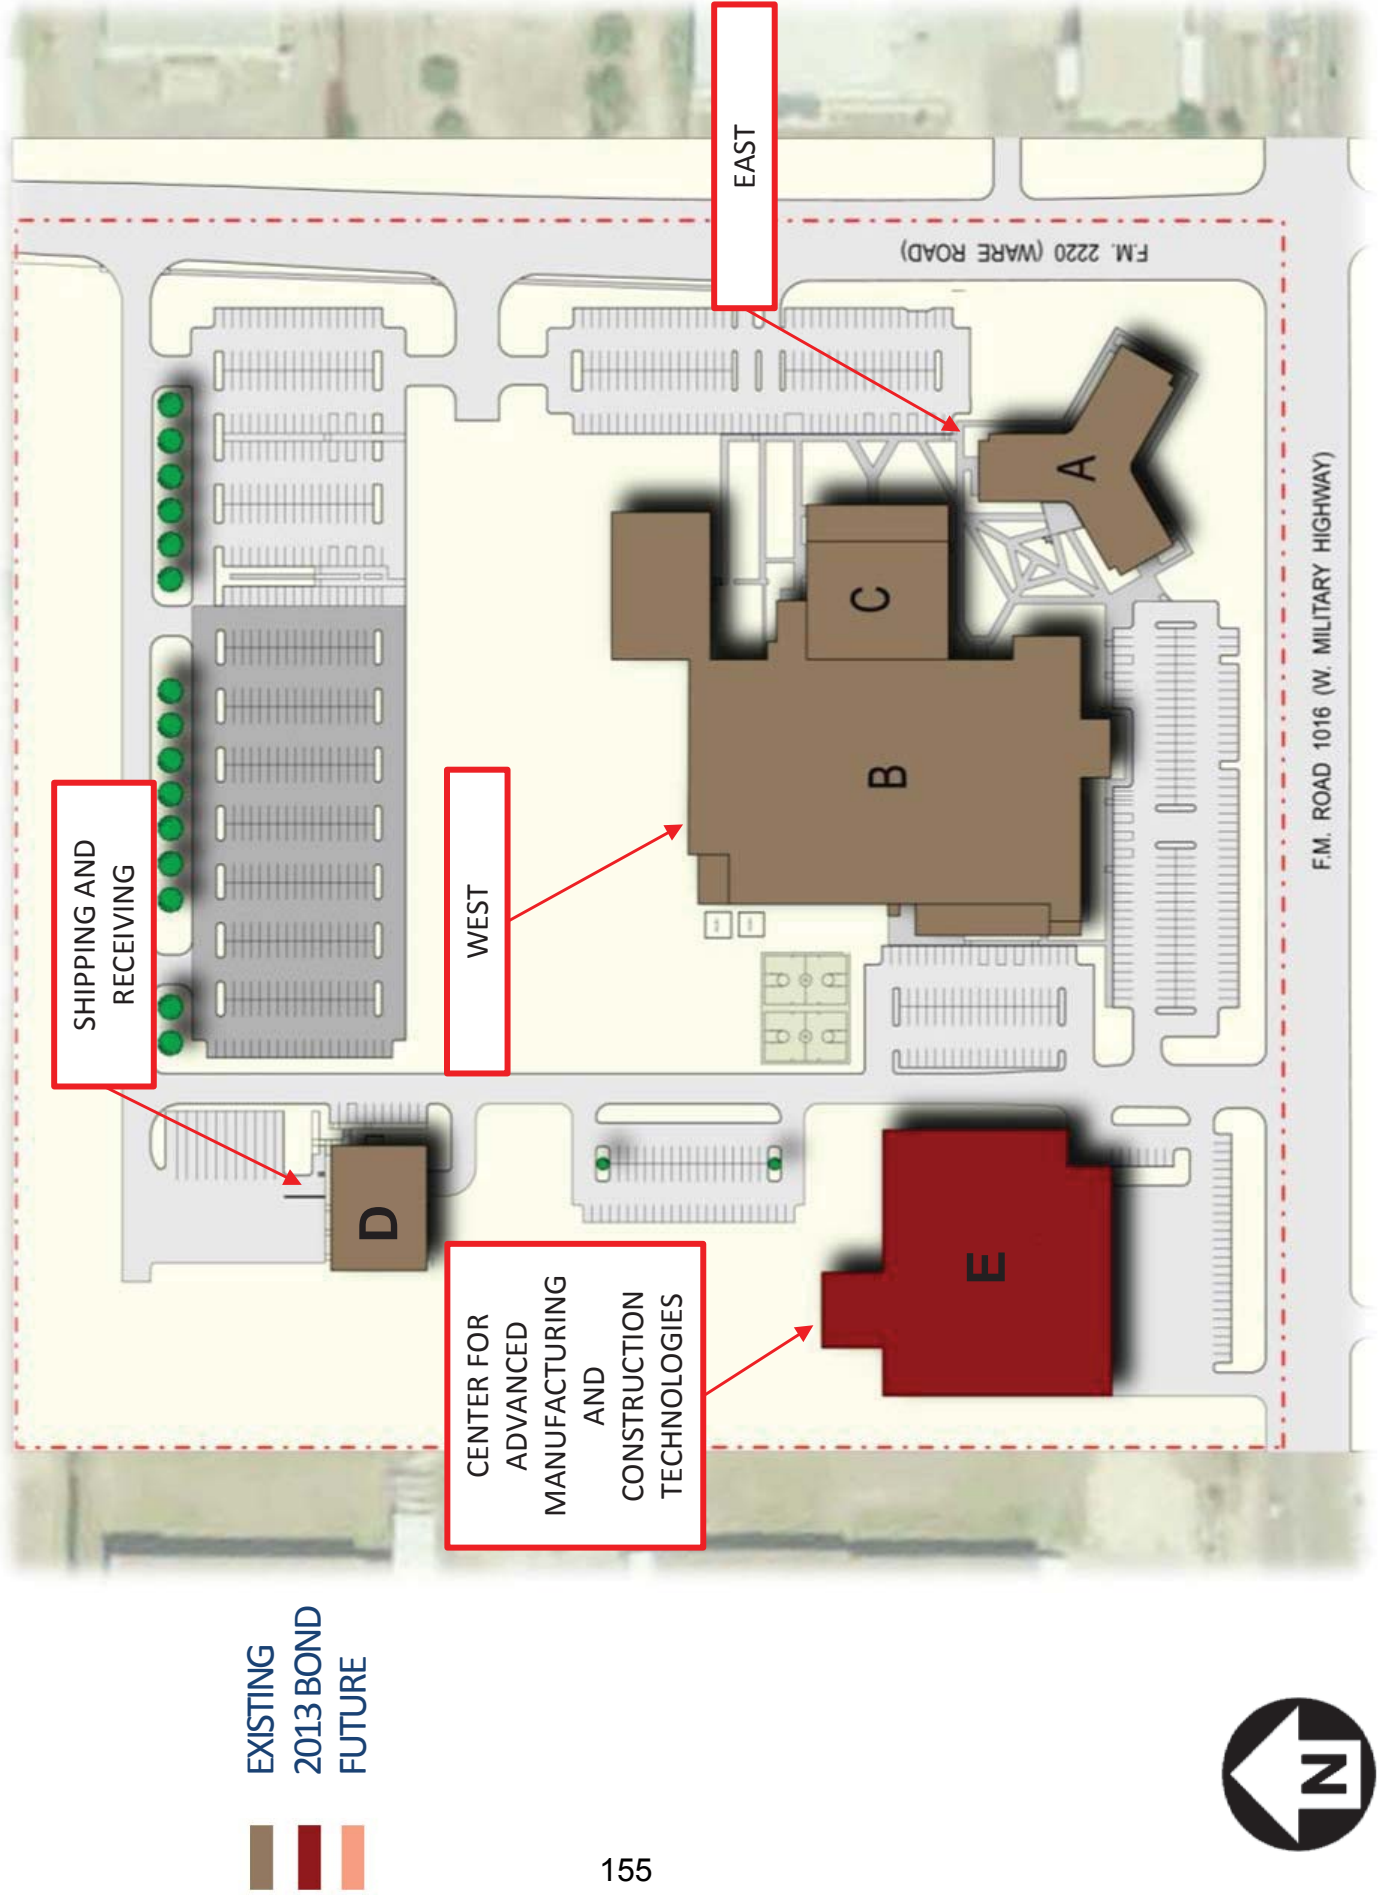 EXISTING
2013 BOND
FUTURE
SHIPPING AND
RECEIVING
WEST
CENTER FOR
ADVANCED
MANUFACTURING
AND
CONSTRUCTION
TECHNOLOGIES
EAST
F.M. 2220 (WARE ROAD)
A
B
C
D
E
F.M. ROAD 1016 (W. MILITARY HIGHWAY)
N
155